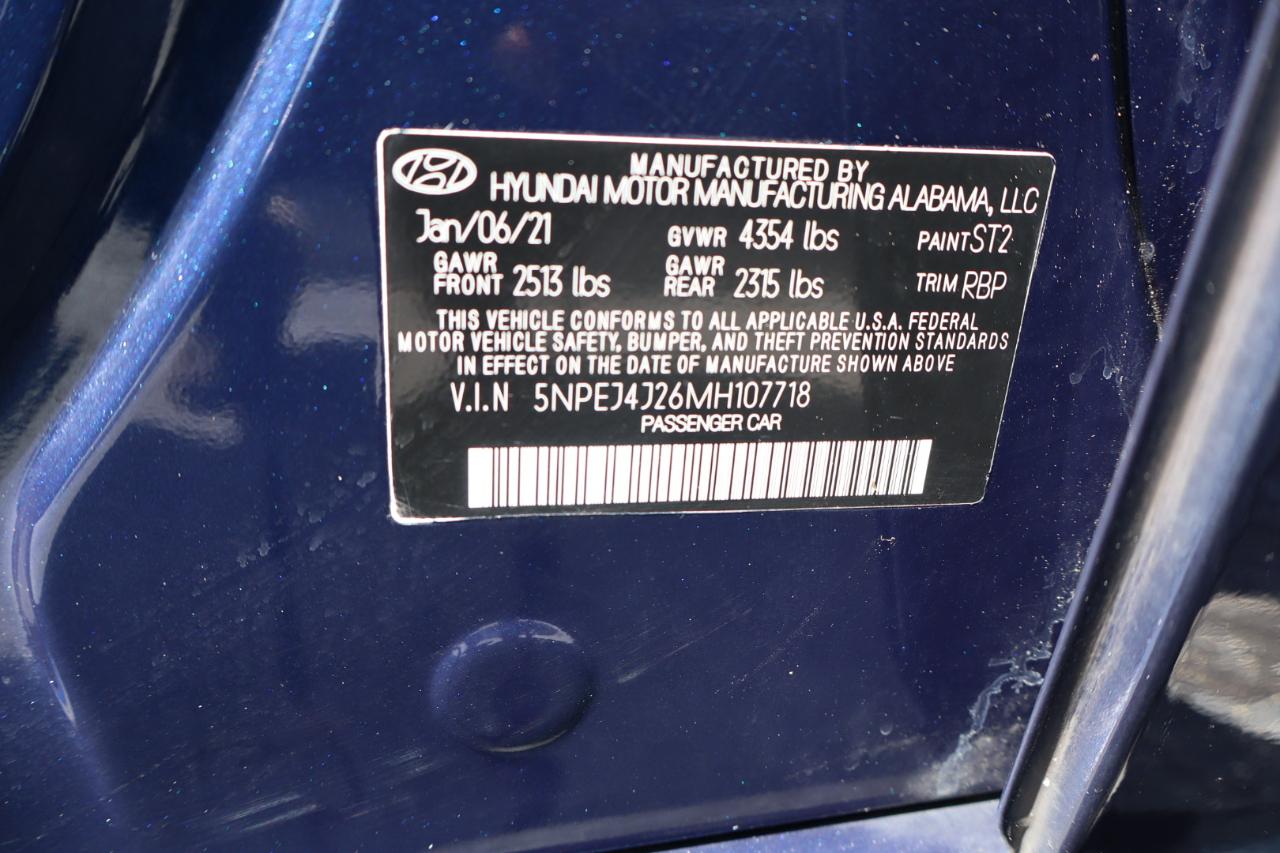 MANUFACTURED BY
HYUNDAI MOTOR MANUFACTURING ALABAMA, LLC
Jan/06/21 GVWR 4354 lbs PAINT ST2
GAWR FRONT 2513 lbs GAWR REAR 2315 lbs TRIM RBP
THIS VEHICLE CONFORMS TO ALL APPLICABLE U.S.A. FEDERAL
MOTOR VEHICLE SAFETY, BUMPER, AND THEFT PREVENTION STANDARDS
IN EFFECT ON THE DATE OF MANUFACTURE SHOWN ABOVE
V.I.N 5NPEJ4J26MH107718
PASSENGER CAR